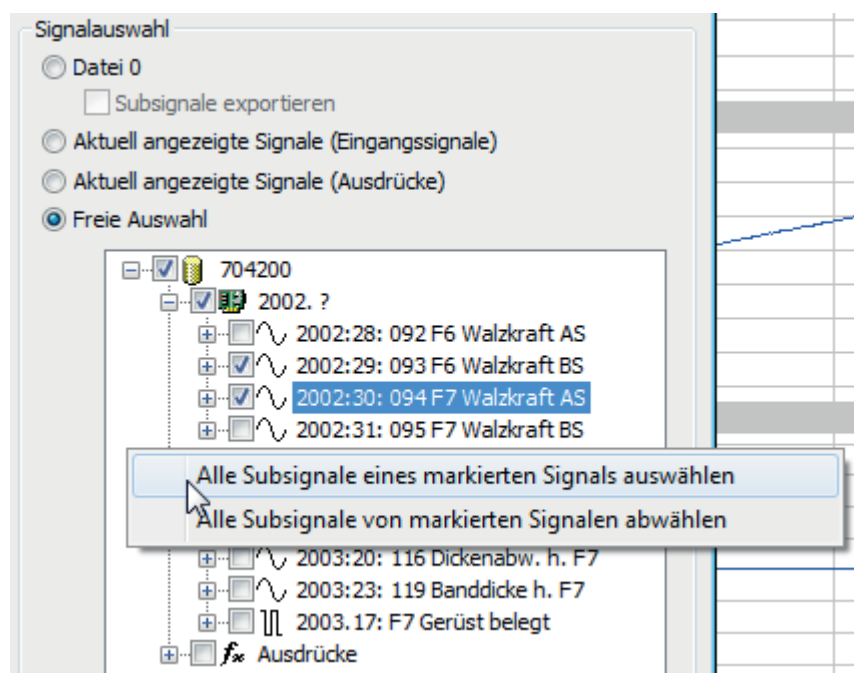 Signalauswahl
Datei 0
Subsignale exportieren
Aktuell angezeigte Signale (Eingangssignale)
Aktuell angezeigte Signale (Ausdrücke)
Freie Auswahl
704200
2002. ?
2002:28: 092 F6 Walzkraft AS
2002:29: 093 F6 Walzkraft BS
2002:30: 094 F7 Walzkraft AS
2002:31: 095 F7 Walzkraft BS
Alle Subsignale eines markierten Signals auswählen
Alle Subsignale von markierten Signalen abwählen
2003:20: 116 Dickenabw. h. F7
2003:23: 119 Banddicke h. F7
2003.17: F7 Gerüst belegt
fx Ausdrücke